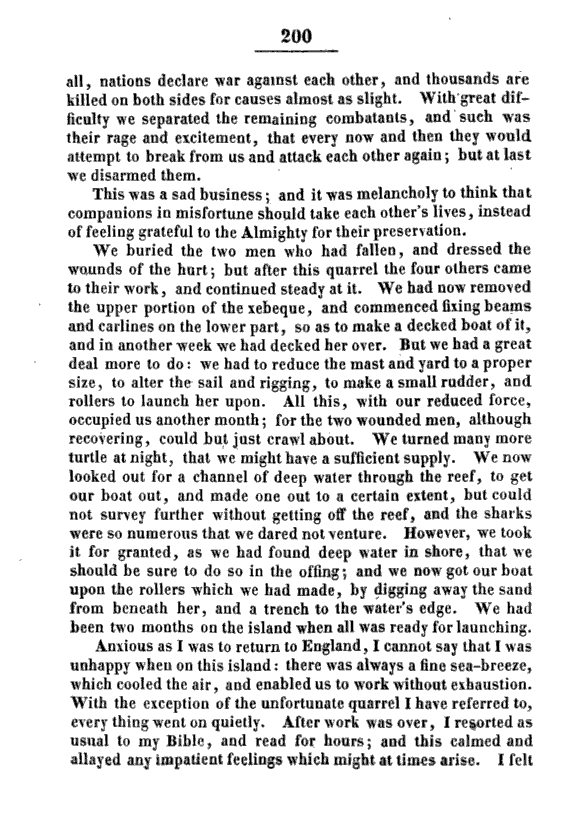 200
all, nations declare war against each other, and thousands are
killed on both sides for causes almost as slight. With great dif-
ficulty we separated the remaining combatants, and such was
their rage and excitement, that every now and then they would
attempt to break from us and attack each other again; but at last
we disarmed them.
This was a sad business; and it was melancholy to think that
companions in misfortune should take each other's lives, instead
of feeling grateful to the Almighty for their preservation.
We buried the two men who had fallen, and dressed the
wounds of the hurt; but after this quarrel the four others came
to their work, and continued steady at it. We had now removed
the upper portion of the xebeque, and commenced fixing beams
and carlines on the lower part, so as to make a decked boat of it,
and in another week we had decked her over. But we had a great
deal more to do: we had to reduce the mast and yard to a proper
size, to alter the sail and rigging, to make a small rudder, and
rollers to launch her upon. All this, with our reduced force,
occupied us another month; for the two wounded men, although
recovering, could but just crawl about. We turned many more
turtle at night, that we might have a sufficient supply. We now
looked out for a channel of deep water through the reef, to get
our boat out, and made one out to a certain extent, but could
not survey further without getting off the reef, and the sharks
were so numerous that we dared not venture. However, we took
it for granted, as we had found deep water in shore, that we
should be sure to do so in the offing; and we now got our boat
upon the rollers which we had made, by digging away the sand
from beneath her, and a trench to the water's edge. We had
been two months on the island when all was ready for launching.
Anxious as I was to return to England, I cannot say that I was
unhappy when on this island: there was always a fine sea-breeze,
which cooled the air, and enabled us to work without exhaustion.
With the exception of the unfortunate quarrel I have referred to,
every thing went on quietly. After work was over, I resorted as
usual to my Bible, and read for hours; and this calmed and
allayed any impatient feelings which might at times arise. I felt